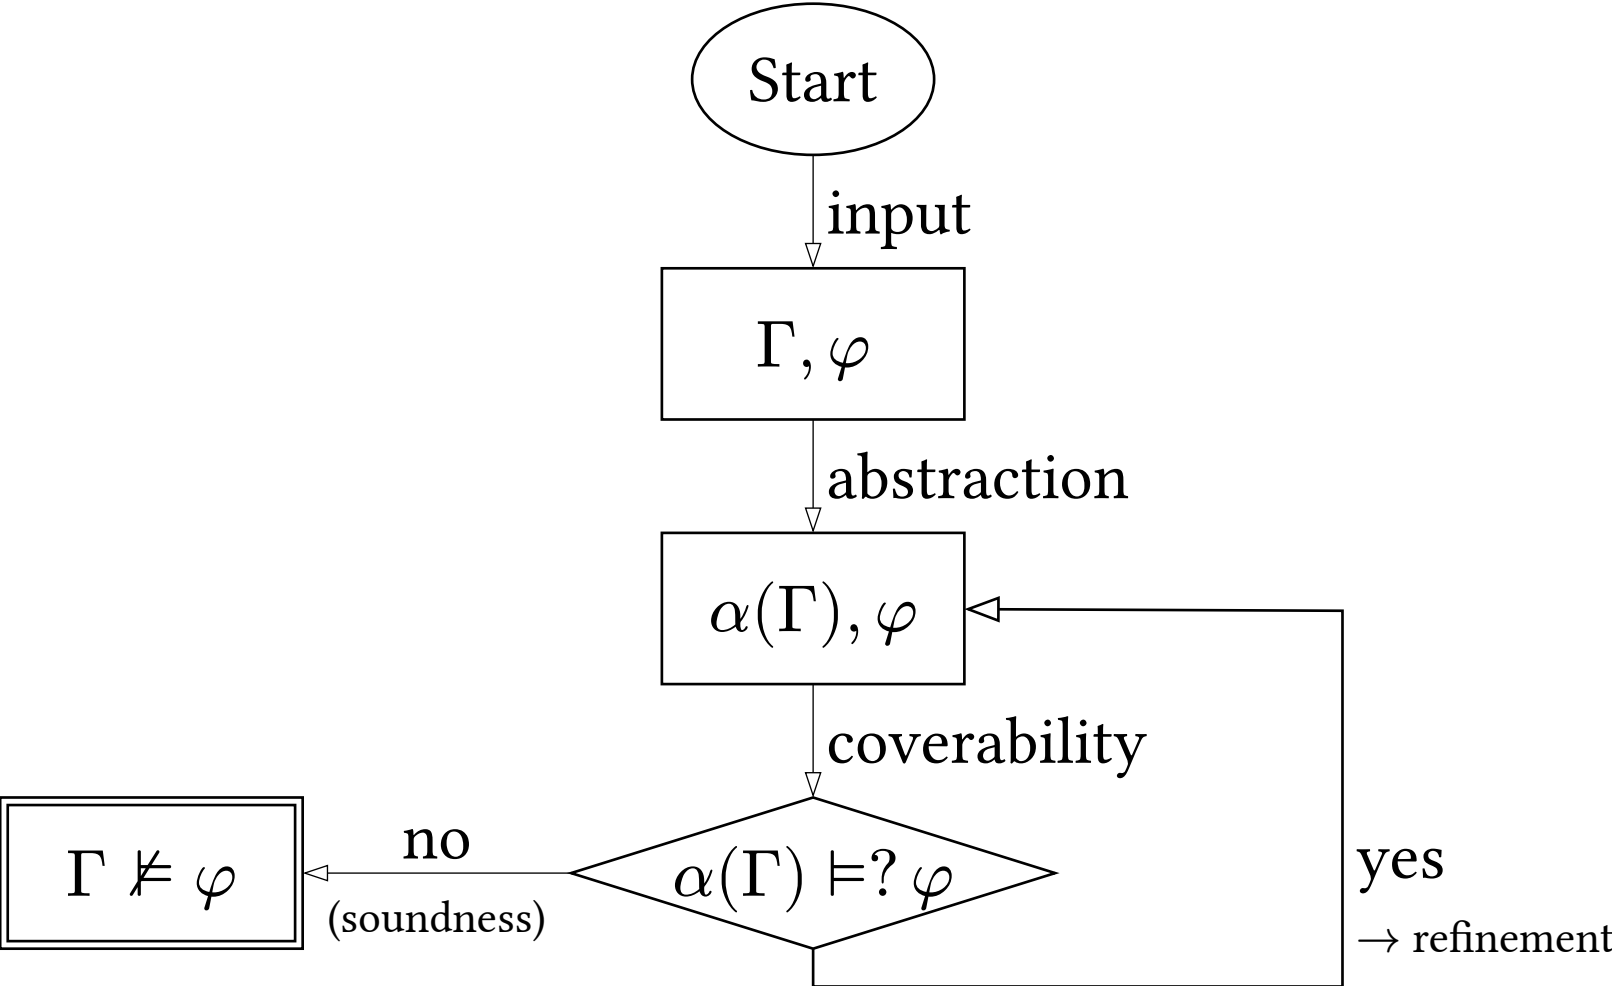 Start
input
Γ, φ
abstraction
α(Γ), φ
coverability
α(Γ) ⊨? φ
no
(soundness)
Γ ⊭ φ
yes
→ refinement